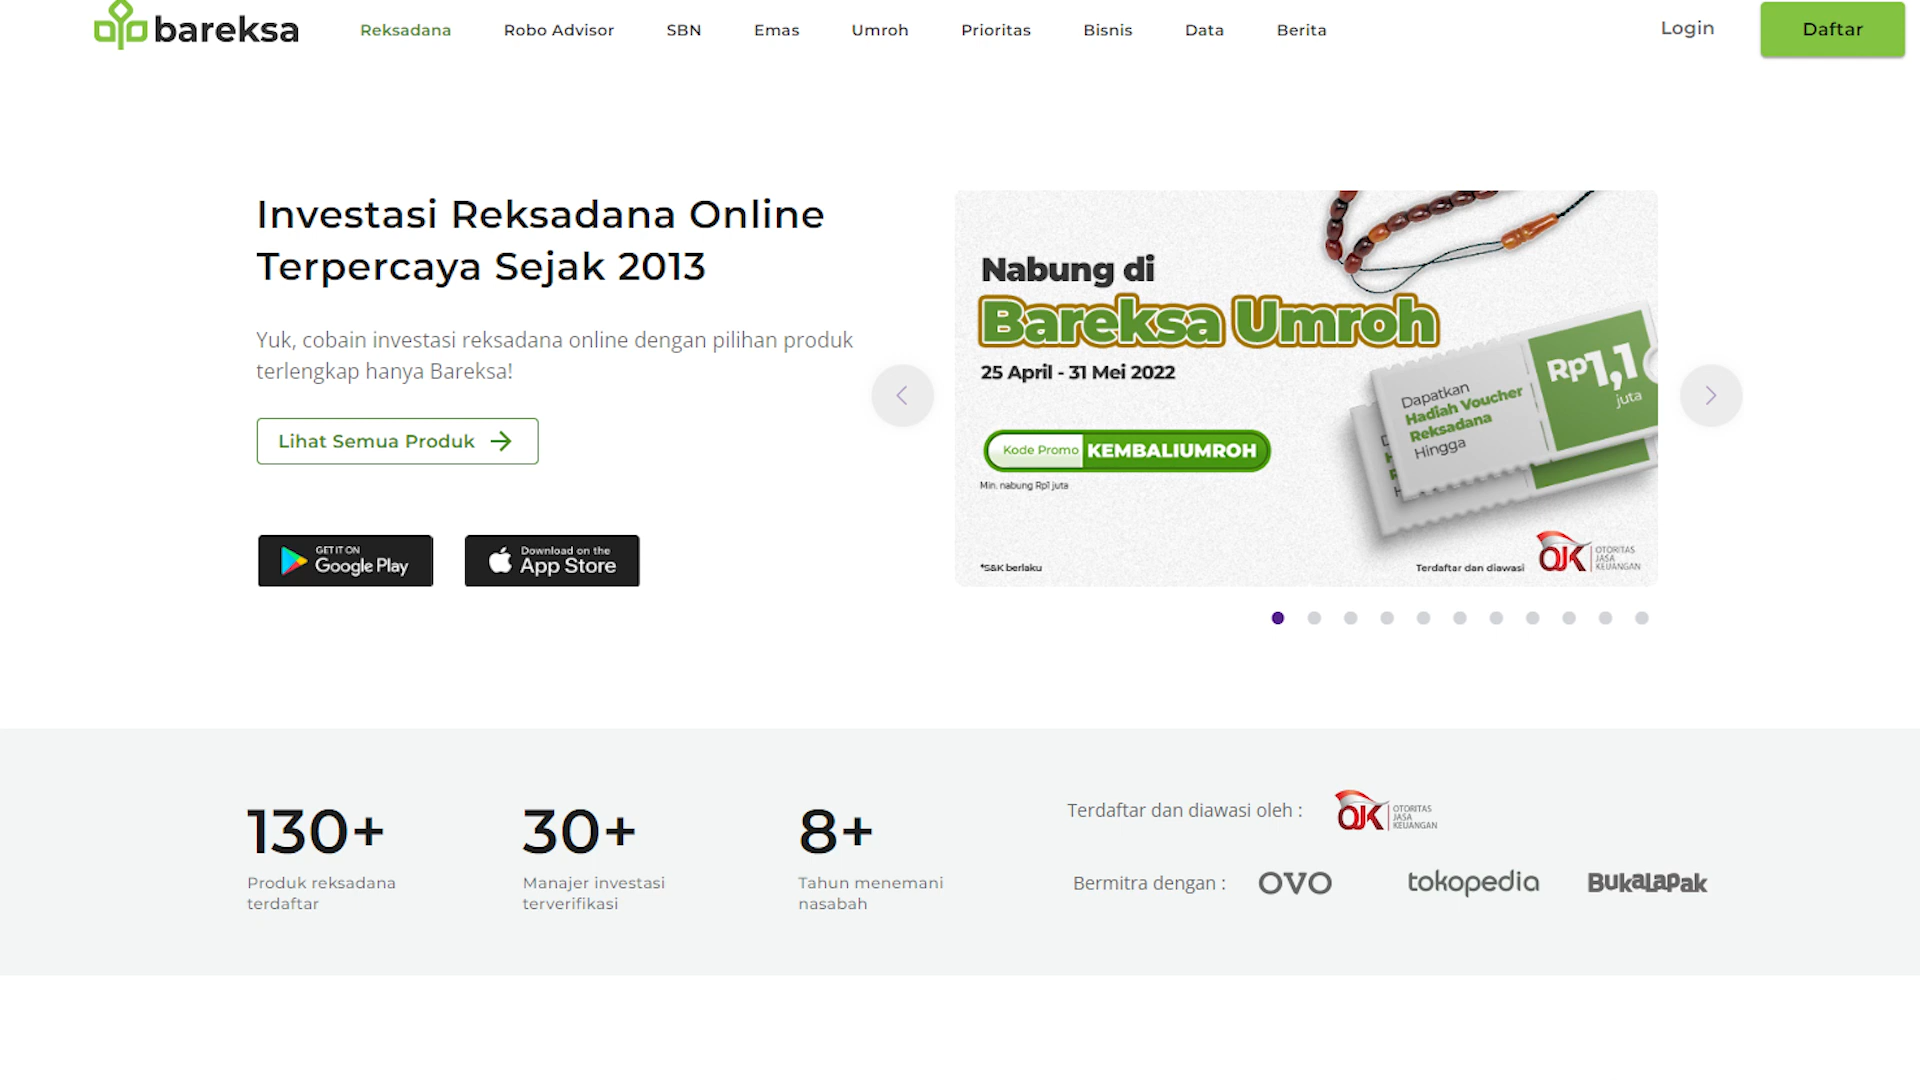 bareksa
Reksadana
Robo Advisor
SBN
Emas
Umroh
Prioritas
Bisnis
Data
Berita
Login
Daftar
Investasi Reksadana Online
Terpercaya Sejak 2013
Yuk, cobain investasi reksadana online dengan pilihan produk
terlengkap hanya Bareksa!
Lihat Semua Produk
GET IT ON
Google Play
Download on the
App Store
Nabung di
Bareksa Umroh
25 April - 31 Mei 2022
Kode Promo KEMBALIUMROH
Min. nabung Rp1 juta
*S&K berlaku
Dapatkan
Hadiah Voucher
Reksadana
Hingga
Rp1,1
juta
Terdaftar dan diawasi
OJK
OTORITAS
JASA
KEUANGAN
130+
Produk reksadana
terdaftar
30+
Manajer investasi
terverifikasi
8+
Tahun menemani
nasabah
Terdaftar dan diawasi oleh :
OJK
OTORITAS
JASA
KEUANGAN
Bermitra dengan :
OVO
tokopedia
BukaLapak